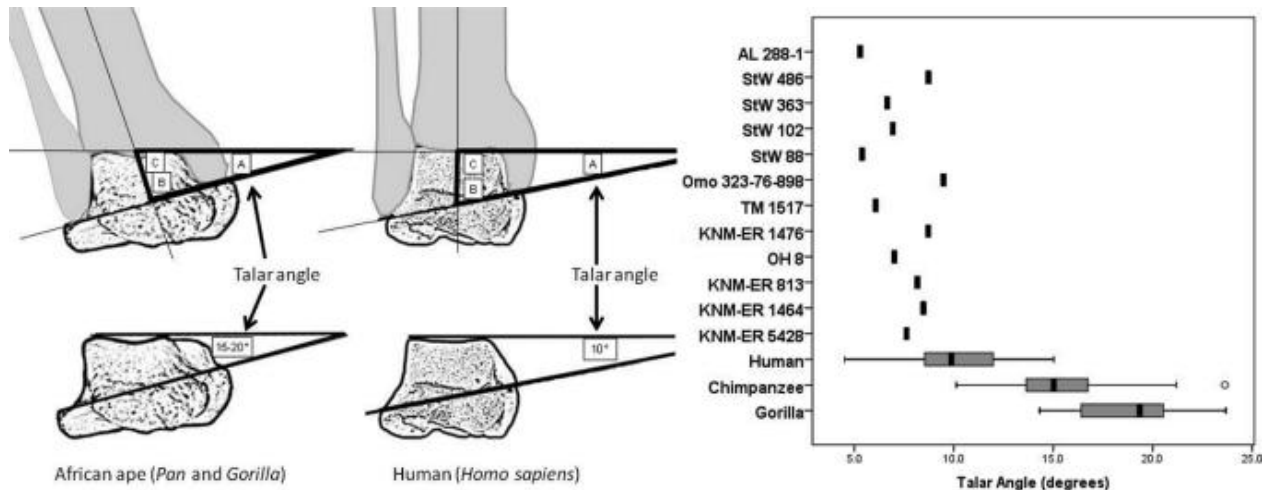 C
A
B
C
A
B
Talar angle
Talar angle
15-20°
10°
African ape (Pan and Gorilla)
Human (Homo sapiens)
AL 288-1
StW 486
StW 363
StW 102
StW 88
Omo 323-76-898
TM 1517
KNM-ER 1476
OH 8
KNM-ER 813
KNM-ER 1464
KNM-ER 5428
Human
Chimpanzee
Gorilla
5.0 10.0 15.0 20.0 25.0
Talar Angle (degrees)